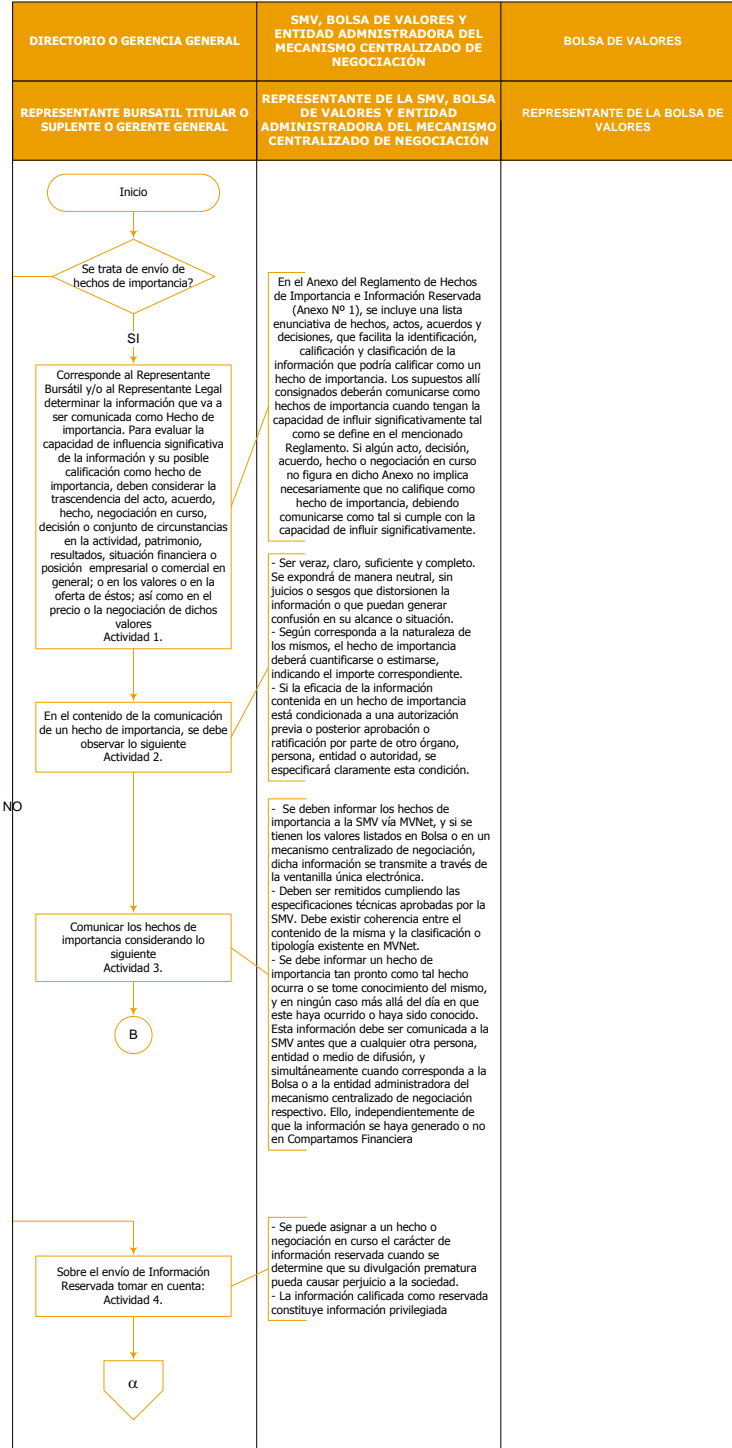 DIRECTORIO O GERENCIA GENERAL
SMV, BOLSA DE VALORES Y
ENTIDAD ADMNISTRADORA DEL
MECANISMO CENTRALIZADO DE
NEGOCIACIÓN
BOLSA DE VALORES
REPRESENTANTE BURSATIL TITULAR O
SUPLENTE O GERENTE GENERAL
REPRESENTANTE DE LA SMV, BOLSA
DE VALORES Y ENTIDAD
ADMINISTRADORA DEL MECANISMO
CENTRALIZADO DE NEGOCIACIÓN
REPRESENTANTE DE LA BOLSA DE
VALORES
Inicio
Se trata de envío de
hechos de importancia?
SI
NO
Corresponde al Representante
Bursátil y/o al Representante Legal
determinar la información que va a
ser comunicada como Hecho de
importancia. Para evaluar la
capacidad de influencia significativa
de la información y su posible
calificación como hecho de
importancia, deben considerar la
trascendencia del acto, acuerdo,
hecho, negociación en curso,
decisión o conjunto de circunstancias
en la actividad, patrimonio,
resultados, situación financiera o
posición empresarial o comercial en
general; o en los valores o en la
oferta de éstos; así como en el
precio o la negociación de dichos
valores
Actividad 1.
En el Anexo del Reglamento de Hechos
de Importancia e Información Reservada
(Anexo Nº 1), se incluye una lista
enunciativa de hechos, actos, acuerdos y
decisiones, que facilita la identificación,
calificación y clasificación de la
información que podría calificar como un
hecho de importancia. Los supuestos allí
consignados deberán comunicarse como
hechos de importancia cuando tengan la
capacidad de influir significativamente tal
como se define en el mencionado
Reglamento. Si algún acto, decisión,
acuerdo, hecho o negociación en curso
no figura en dicho Anexo no implica
necesariamente que no califique como
hecho de importancia, debiendo
comunicarse como tal si cumple con la
capacidad de influir significativamente.
En el contenido de la comunicación
de un hecho de importancia, se debe
observar lo siguiente
Actividad 2.
- Ser veraz, claro, suficiente y completo.
Se expondrá de manera neutral, sin
juicios o sesgos que distorsionen la
información o que puedan generar
confusión en su alcance o situación.
- Según corresponda a la naturaleza de
los mismos, el hecho de importancia
deberá cuantificarse o estimarse,
indicando el importe correspondiente.
- Si la eficacia de la información
contenida en un hecho de importancia
está condicionada a una autorización
previa o posterior aprobación o
ratificación por parte de otro órgano,
persona, entidad o autoridad, se
especificará claramente esta condición.
Comunicar los hechos de
importancia considerando lo
siguiente
Actividad 3.
- Se deben informar los hechos de
importancia a la SMV vía MVNet, y si se
tienen los valores listados en Bolsa o en un
mecanismo centralizado de negociación,
dicha información se transmite a través de
la ventanilla única electrónica.
- Deben ser remitidos cumpliendo las
especificaciones técnicas aprobadas por la
SMV. Debe existir coherencia entre el
contenido de la misma y la clasificación o
tipología existente en MVNet.
- Se debe informar un hecho de
importancia tan pronto como tal hecho
ocurra o se tome conocimiento del mismo,
y en ningún caso más allá del día en que
este haya ocurrido o haya sido conocido.
Esta información debe ser comunicada a la
SMV antes que a cualquier otra persona,
entidad o medio de difusión, y
simultáneamente cuando corresponda a la
Bolsa o a la entidad administradora del
mecanismo centralizado de negociación
respectivo. Ello, independientemente de
que la información se haya generado o no
en Compartamos Financiera
B
Sobre el envío de Información
Reservada tomar en cuenta:
Actividad 4.
- Se puede asignar a un hecho o
negociación en curso el carácter de
información reservada cuando se
determine que su divulgación prematura
pueda causar perjuicio a la sociedad.
- La información calificada como reservada
constituye información privilegiada
α